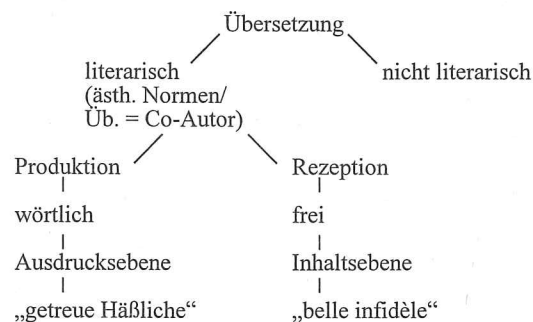 Übersetzung
literarisch
nicht literarisch
(ästh. Normen/
Üb. = Co-Autor)
Produktion
Rezeption
wörtlich
frei
Ausdrucksebene
Inhaltsebene
„getreue Häßliche“
„belle infidèle“